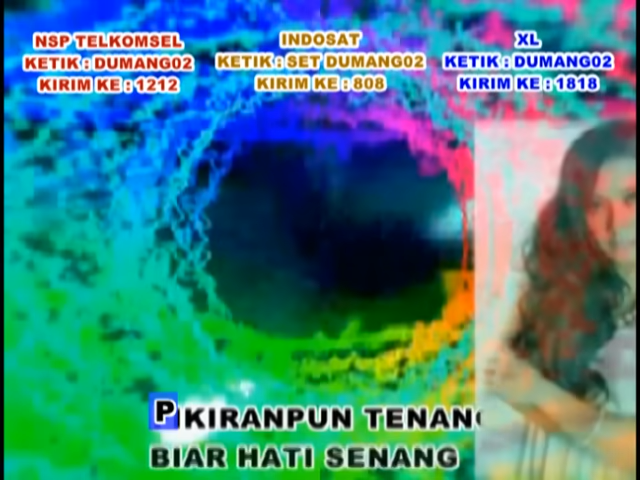 NSP TELKOMSEL
KETIK : DUMANG02
KIRIM KE : 1212
INDOSAT
KETIK : SET DUMANG02
KIRIM KE : 808
XL
KETIK : DUMANG02
KIRIM KE : 1818
PKIRANPUN TENANG
BIAR HATI SENANG